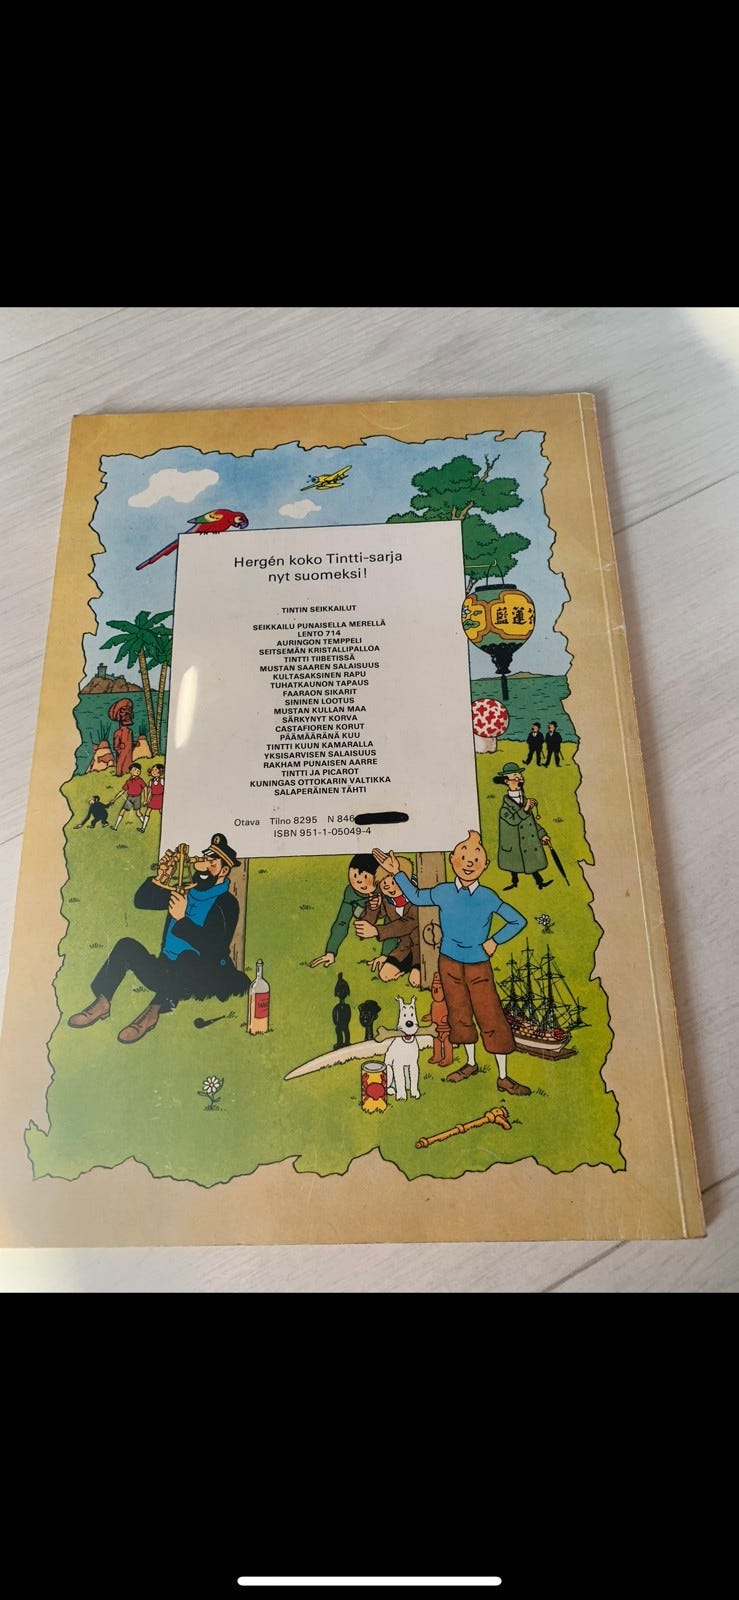 Hergén koko Tintti-sarja
nyt suomeksi!
TINTIN SEIKKAILUT
SEIKKAILU PUNAISELLA MERELLÄ
LENTO 714
AURINGON TEMPPELI
SEITSEMÄN KRISTALLIPALLOA
TINTTI TIIBETISSÄ
MUSTAN SAAREN SALAISUUS
KULTASAKSINEN RAPU
TUHATKAUNON TAPAUS
FAARAON SIKARIT
SININEN LOOTUS
MUSTAN KULLAN MAA
SÄRKYNYT KORVA
CASTAFIOREN KORUT
PÄÄMÄÄRÄNÄ KUU
TINTTI KUUN KAMARALLA
YKSISARVISEN SALAISUUS
RAKHAM PUNAISEN AARRE
TINTTI JA PICAROT
KUNINGAS OTTOKARIN VALTIKKA
SALAPERÄINEN TÄHTI
Otava Tilno 8295 N 846
ISBN 951-1-05049-4